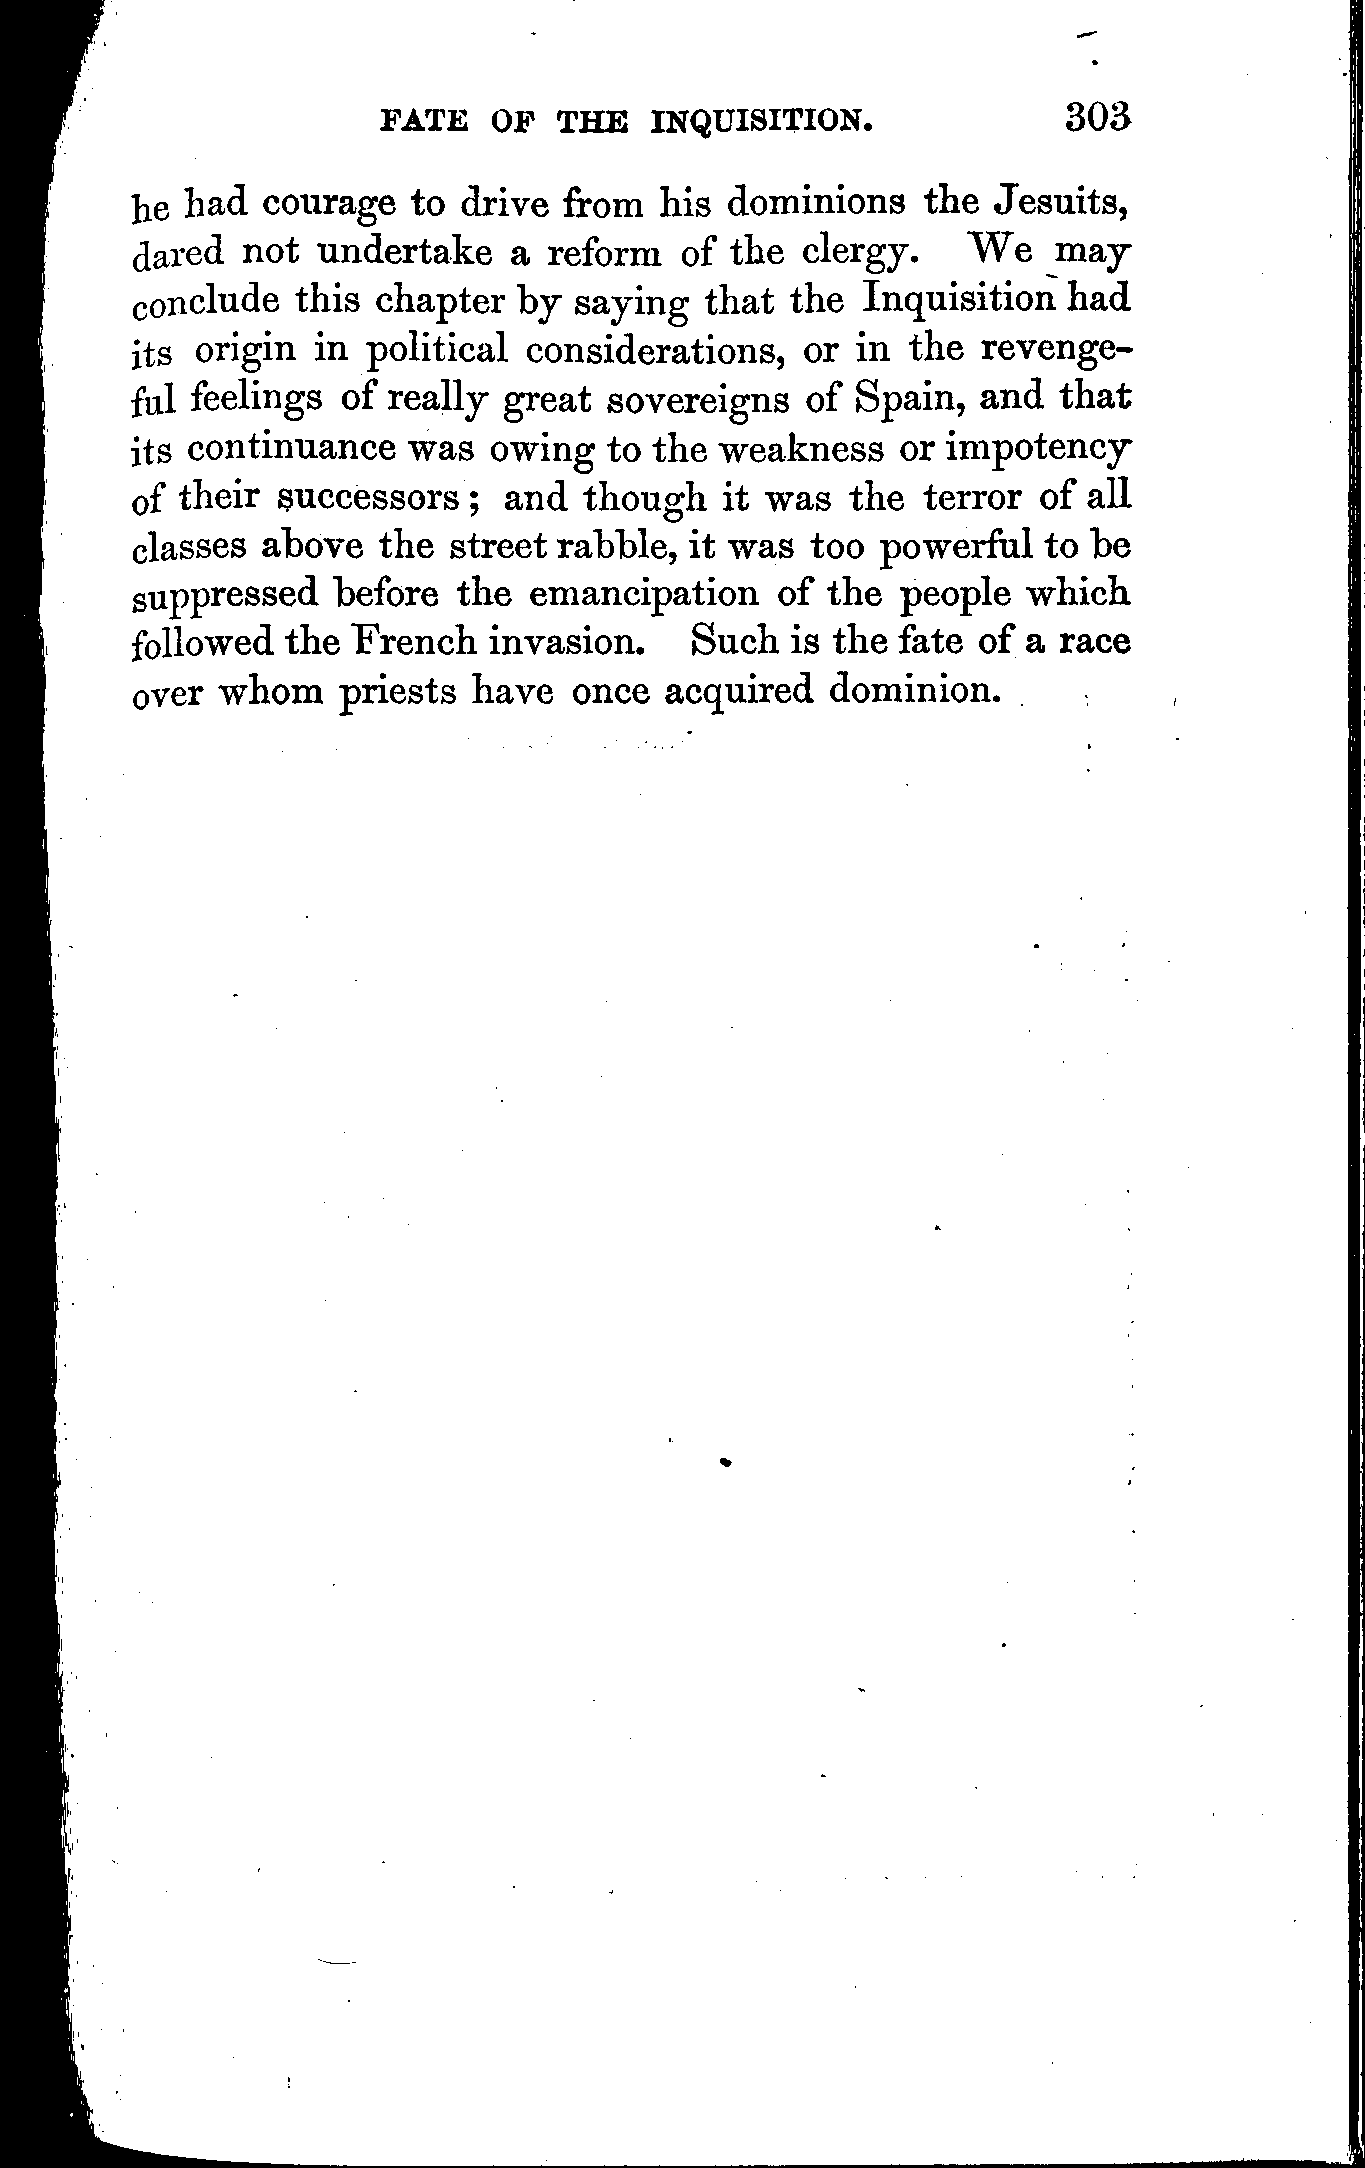 FATE OF THE INQUISITION. 303
he had courage to drive from his dominions the Jesuits,
dared not undertake a reform of the clergy. We may
conclude this chapter by saying that the Inquisition had
its origin in political considerations, or in the revenge-
ful feelings of really great sovereigns of Spain, and that
its continuance was owing to the weakness or impotency
of their successors; and though it was the terror of all
classes above the street rabble, it was too powerful to be
suppressed before the emancipation of the people which
followed the French invasion. Such is the fate of a race
over whom priests have once acquired dominion.